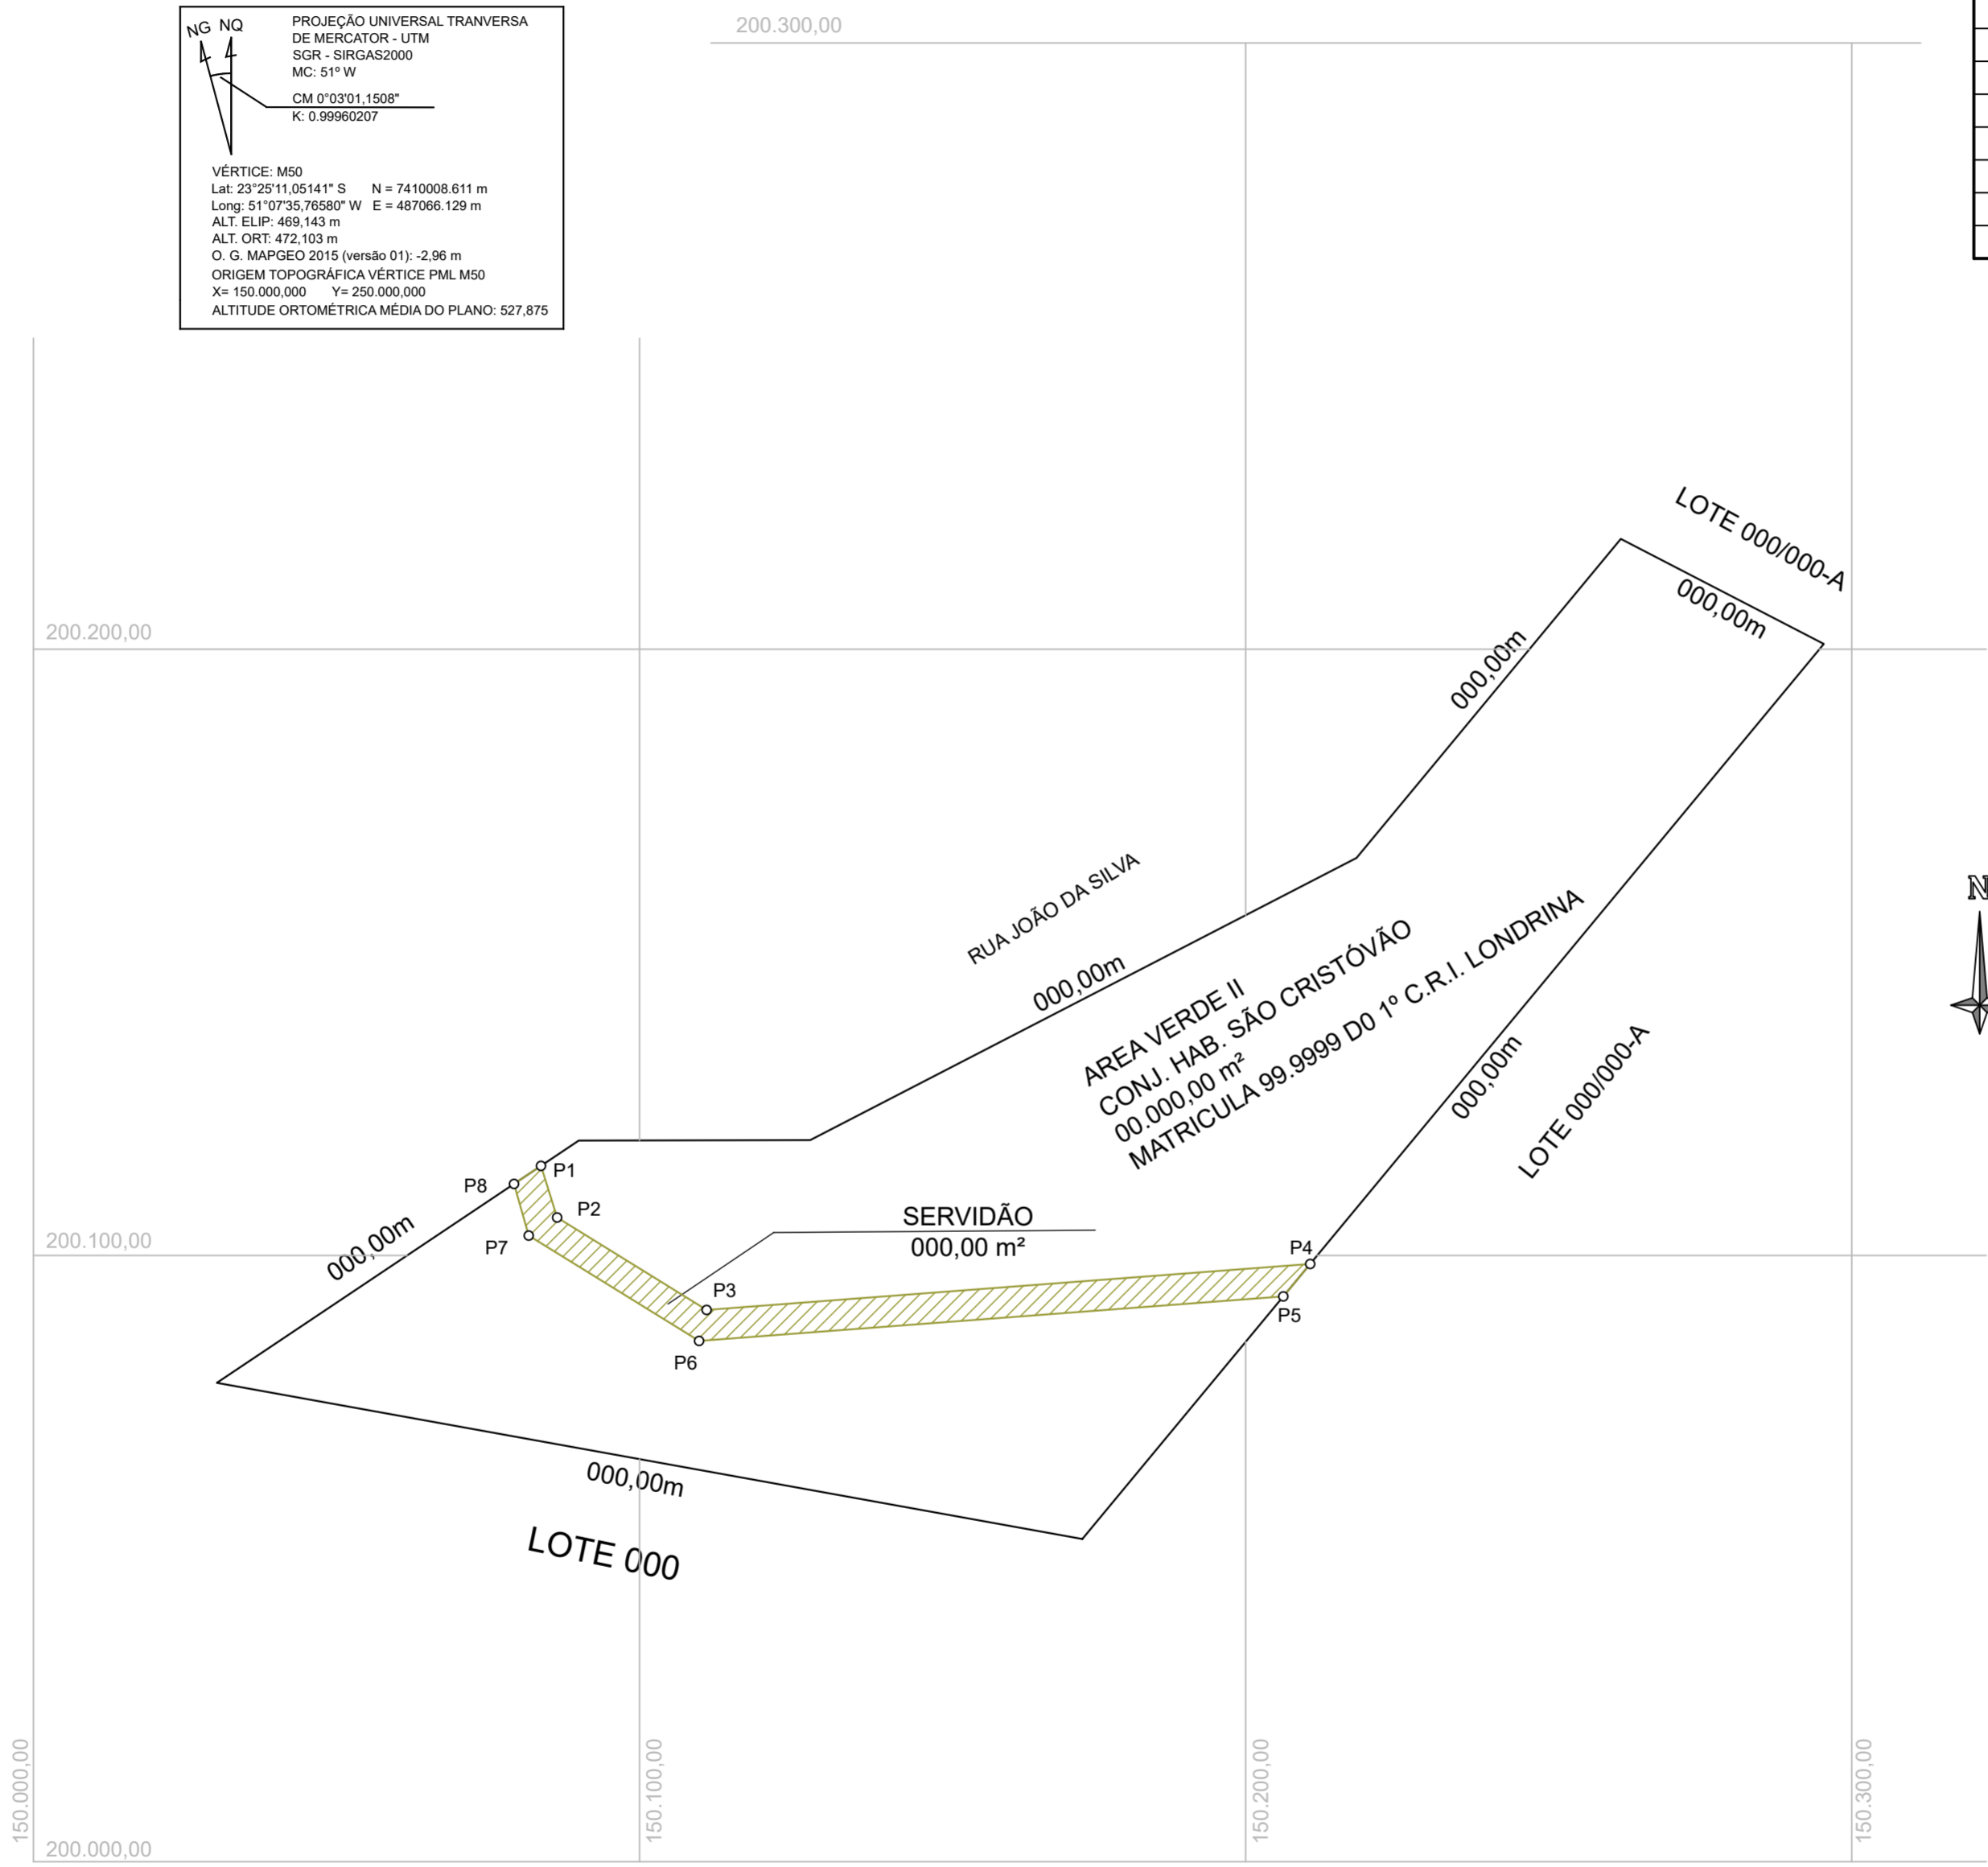 NG NQ
PROJEÇÃO UNIVERSAL TRANVERSA
DE MERCATOR - UTM
SGR - SIRGAS2000
MC: 51º W
CM 0°03'01,1508"
K: 0.99960207
VÉRTICE: M50
Lat: 23°25'11,05141" S N = 7410008.611 m
Long: 51°07'35,76580" W E = 487066.129 m
ALT. ELIP: 469,143 m
ALT. ORT: 472,103 m
O. G. MAPGEO 2015 (versão 01): -2,96 m
ORIGEM TOPOGRÁFICA VÉRTICE PML M50
X= 150.000,000 Y= 250.000,000
ALTITUDE ORTOMÉTRICA MÉDIA DO PLANO: 527,875
200.300,00
LOTE 000/000-A
000,00m
200.200,00
000,00m
N
RUA JOÃO DA SILVA
000,00m
AREA VERDE II
CONJ. HAB. SÃO CRISTÓVÃO
00.000,00 m²
MATRICULA 99.9999 D0 1º C.R.I. LONDRINA
000,00m
LOTE 000/000-A
P1
P8
P2
SERVIDÃO
000,00 m²
P7
P4
200.100,00
000,00m
P3
P5
P6
000,00m
LOTE 000
150.000,00
150.100,00
150.200,00
150.300,00
200.000,00